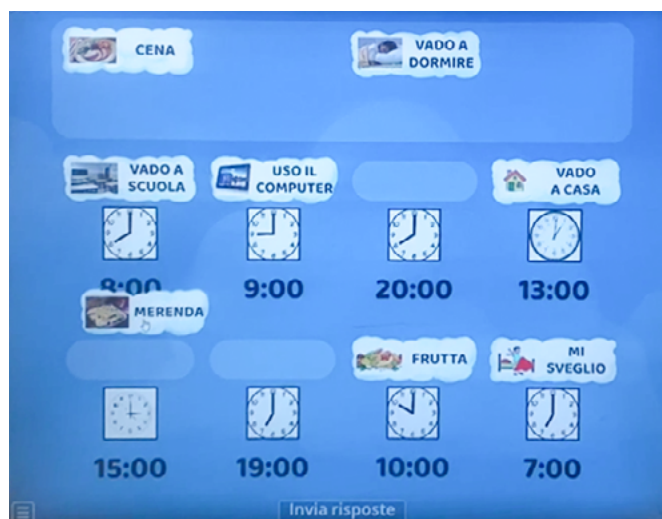 CENA
VADO A
DORMIRE
VADO A
SCUOLA
USO IL
COMPUTER
VADO
A CASA
8:00
9:00
20:00
13:00
MERENDA
FRUTTA
MI
SVEGLIO
15:00
19:00
10:00
7:00
Invia risposte